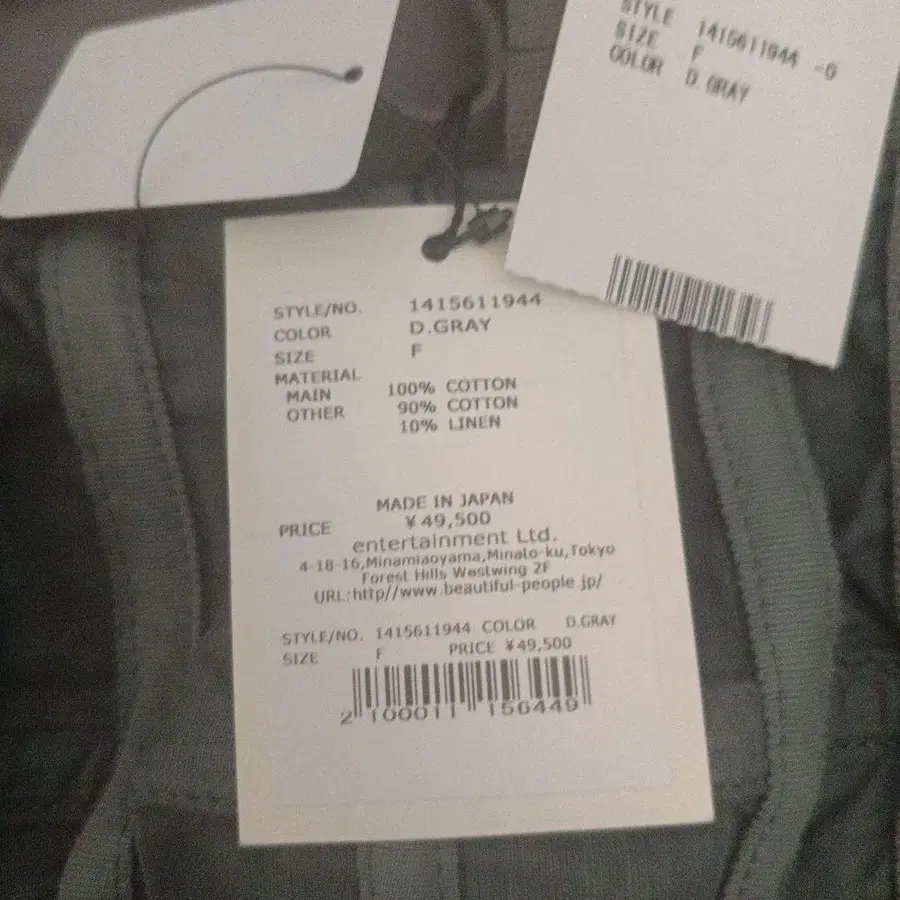 STYLE 1415611944 -0
SIZE F
COLOR D.GRAY
STYLE/NO. 1415611944
COLOR D.GRAY
SIZE F
MATERIAL
MAIN 100% COTTON
OTHER 90% COTTON
10% LINEN
MADE IN JAPAN
PRICE ¥49,500
entertainment Ltd.
4-18-16,Minamiaoyama,Minato-ku,Tokyo
Forest Hills Westwing 2F
URL:http//www.beautiful-people.jp/
STYLE/NO. 1415611944 COLOR D.GRAY
SIZE F PRICE ¥49,500
2 100011 156449